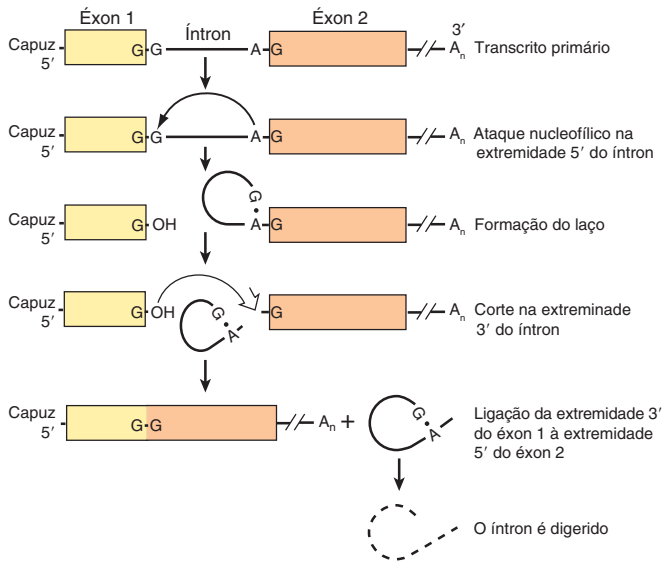 Éxon 1 Íntron Éxon 2
Capuz 5′ G-G A-G 3′ Aₙ Transcrito primário
Capuz 5′ G-G A-G Aₙ Ataque nucleofílico na
extremidade 5′ do íntron
Capuz 5′ G-OH G A-G Aₙ Formação do laço
Capuz 5′ G-OH G A -G Aₙ Corte na extreminade
3′ do íntron
Capuz 5′ G-G Aₙ + G A Ligação da extremidade 3′
do éxon 1 à extremidade
5′ do éxon 2
O íntron é digerido